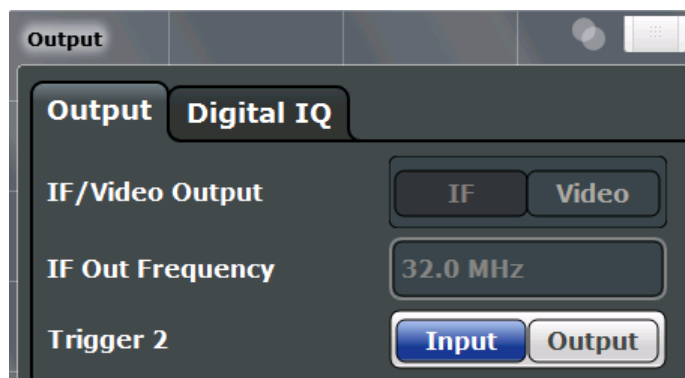 Output
Output Digital IQ
IF/Video Output IF Video
IF Out Frequency 32.0 MHz
Trigger 2 Input Output